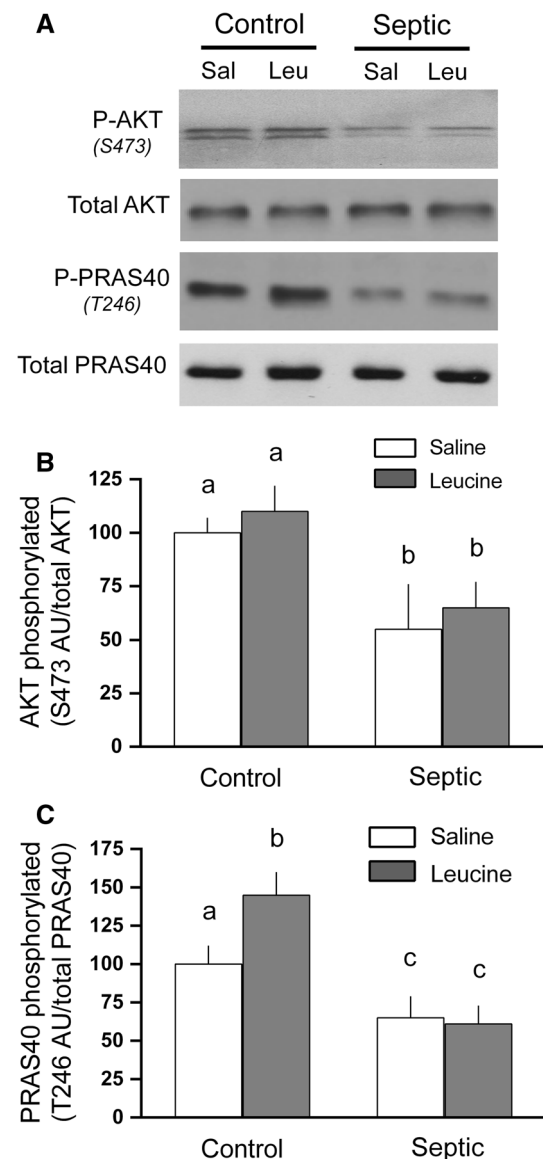 A
Control Septic
Sal Leu Sal Leu
P-AKT
(S473)
Total AKT
P-PRAS40
(T246)
Total PRAS40
B
Saline
Leucine
AKT phosphorylated
(S473 AU/total AKT)
125
100
75
50
25
0
a a b b
Control Septic
C
Saline
Leucine
PRAS40 phosphorylated
(T246 AU/total PRAS40)
175
150
125
100
75
50
25
0
a b c c
Control Septic